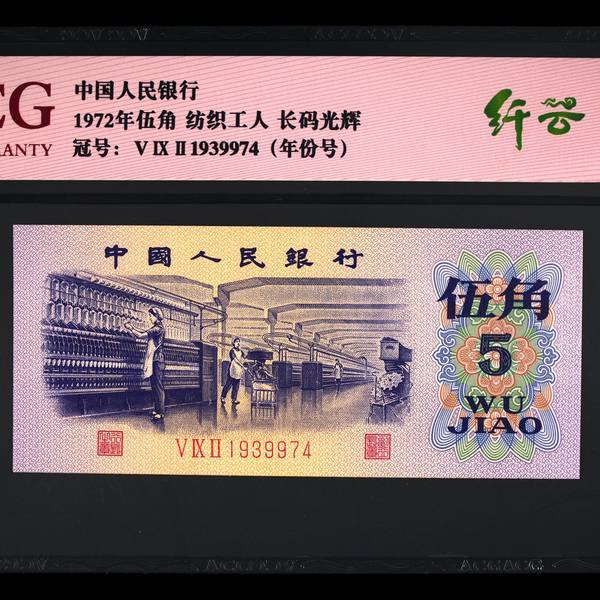 CG
RANTY
中国人民银行
1972年伍角 纺织工人 长码光辉
冠号：ⅤⅨⅡ1939974（年份号）
纤云
中國人民銀行
伍角
5
WU
JIAO
ⅤⅨⅡ1939974